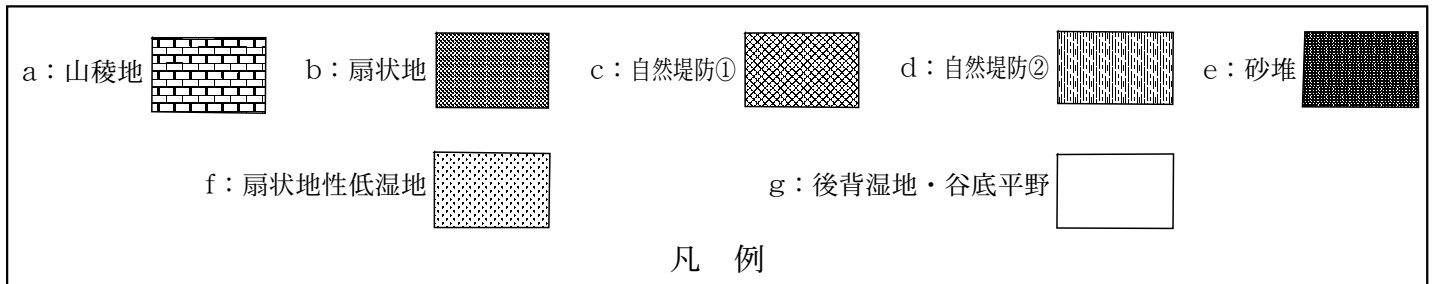 a：山稜地 b：扇状地 c：自然堤防① d：自然堤防② e：砂堆
f：扇状地性低湿地 g：後背湿地・谷底平野
凡 例